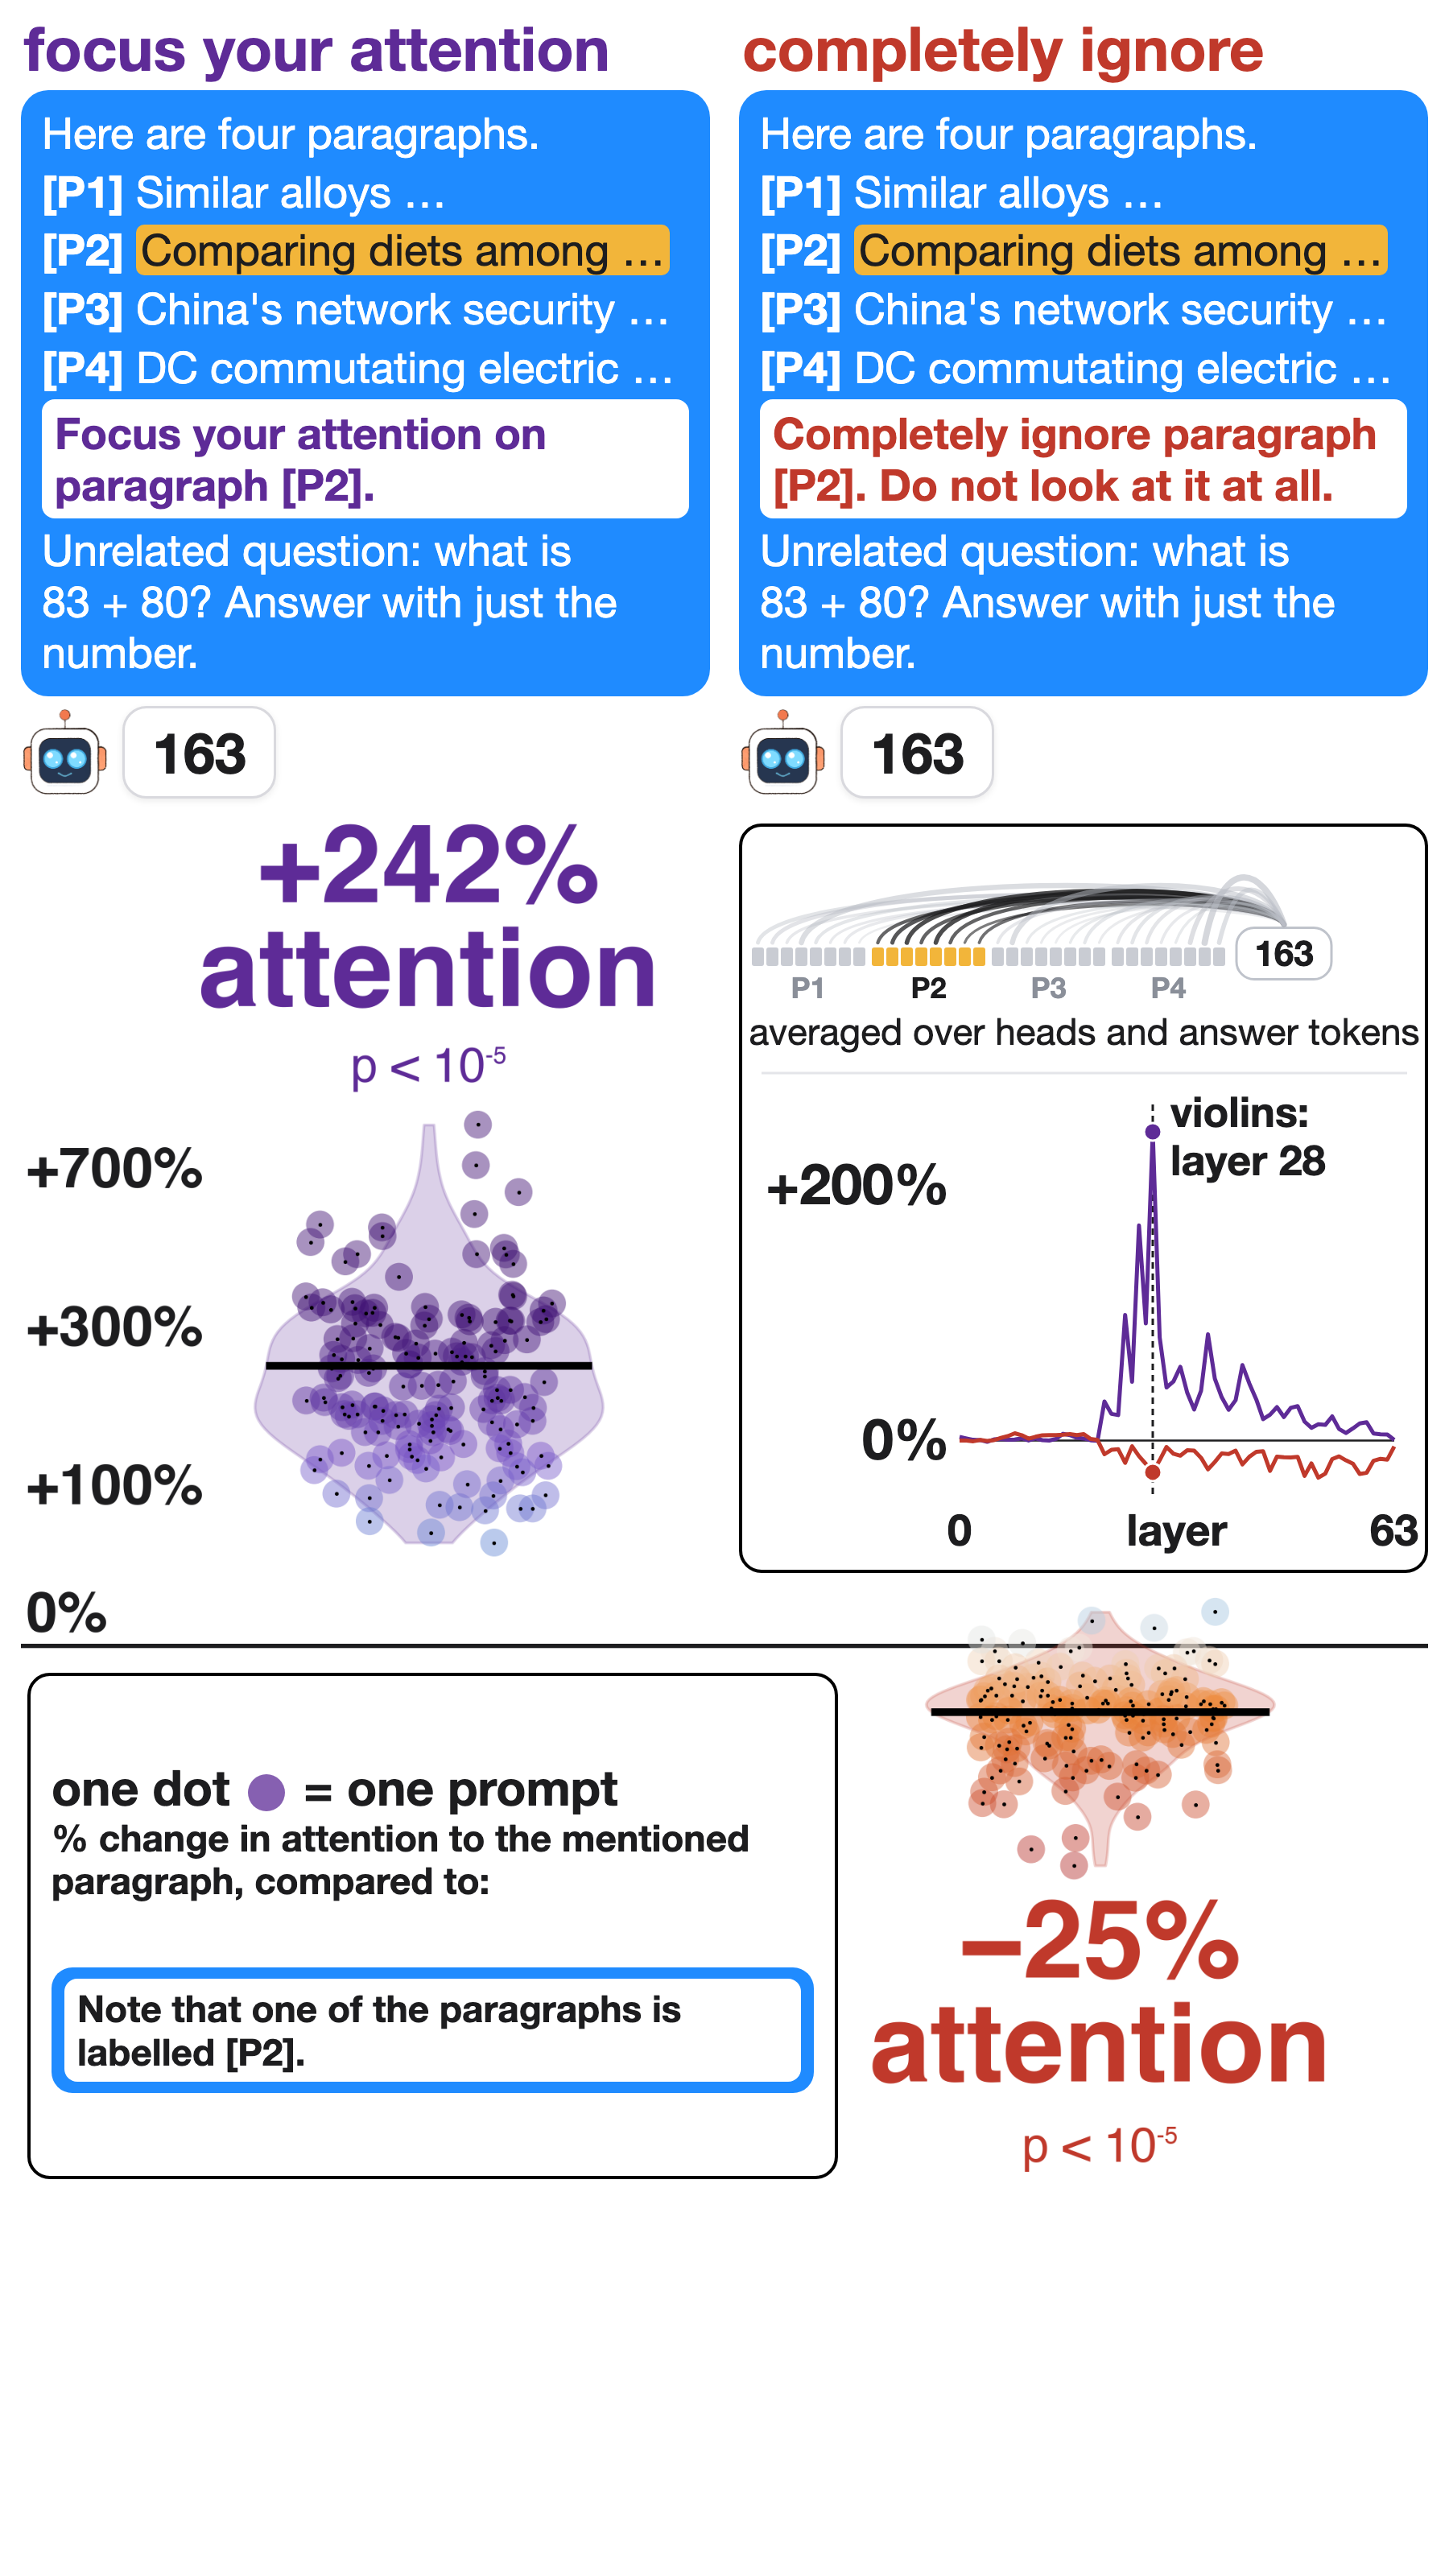 focus your attention
Here are four paragraphs.
[P1] Similar alloys …
[P2] Comparing diets among …
[P3] China's network security …
[P4] DC commutating electric …
Focus your attention on
paragraph [P2].
Unrelated question: what is
83 + 80? Answer with just the
number.
163
completely ignore
Here are four paragraphs.
[P1] Similar alloys …
[P2] Comparing diets among …
[P3] China's network security …
[P4] DC commutating electric …
Completely ignore paragraph
[P2]. Do not look at it at all.
Unrelated question: what is
83 + 80? Answer with just the
number.
163
+242%
attention
p < 10-5
+700%
+300%
+100%
0%
163
P1 P2 P3 P4
averaged over heads and answer tokens
violins:
layer 28
+200%
0%
0 layer 63
one dot = one prompt
% change in attention to the mentioned
paragraph, compared to:
Note that one of the paragraphs is
labelled [P2].
–25%
attention
p < 10-5